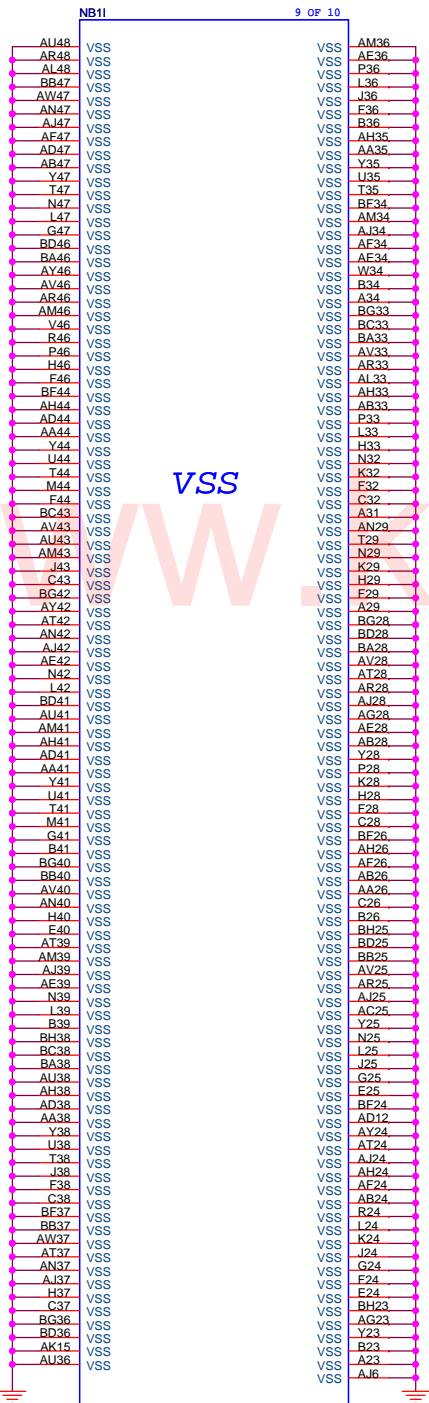 NB1I 9 OF 10
AU48 VSS VSS AM36
AR48 VSS VSS AE36
AL48 VSS VSS P36
BB47 VSS VSS L36
AW47 VSS VSS J36
AN47 VSS VSS F36
AJ47 VSS VSS B36
AF47 VSS VSS AH35
AD47 VSS VSS AA35
AB47 VSS VSS Y35
Y47 VSS VSS U35
T47 VSS VSS T35
N47 VSS VSS BF34
L47 VSS VSS AM34
G47 VSS VSS AJ34
BD46 VSS VSS AF34
BA46 VSS VSS AE34
AY46 VSS VSS W34
AV46 VSS VSS B34
AR46 VSS VSS A34
AM46 VSS VSS BG33
V46 VSS VSS BC33
R46 VSS VSS BA33
P46 VSS VSS AV33
H46 VSS VSS AR33
F46 VSS VSS AL33
BF44 VSS VSS AH33
AH44 VSS VSS AB33
AD44 VSS VSS P33
AA44 VSS VSS L33
Y44 VSS VSS H33
U44 VSS VSS N32
T44 VSS VSS K32
VSS
M44 VSS VSS F32
F44 VSS VSS C32
BC43 VSS VSS A31
AV43 VSS VSS AN29
AU43 VSS VSS T29
AM43 VSS VSS N29
WW.K
J43 VSS VSS K29
C43 VSS VSS H29
BG42 VSS VSS F29
AY42 VSS VSS A29
AT42 VSS VSS BG28
AN42 VSS VSS BD28
AJ42 VSS VSS BA28
AE42 VSS VSS AV28
N42 VSS VSS AT28
L42 VSS VSS AR28
BD41 VSS VSS AJ28
AU41 VSS VSS AG28
AM41 VSS VSS AE28
AH41 VSS VSS AB28
AD41 VSS VSS Y28
AA41 VSS VSS P28
Y41 VSS VSS K28
U41 VSS VSS H28
T41 VSS VSS F28
M41 VSS VSS C28
G41 VSS VSS BF26
B41 VSS VSS AH26
BG40 VSS VSS AF26
BB40 VSS VSS AB26
AV40 VSS VSS AA26
AN40 VSS VSS C26
H40 VSS VSS B26
E40 VSS VSS BH25
AT39 VSS VSS BD25
AM39 VSS VSS BB25
AJ39 VSS VSS AV25
AE39 VSS VSS AR25
N39 VSS VSS AJ25
L39 VSS VSS AC25
B39 VSS VSS Y25
BH38 VSS VSS N25
BC38 VSS VSS L25
BA38 VSS VSS J25
AU38 VSS VSS G25
AH38 VSS VSS E25
AD38 VSS VSS BF24
AA38 VSS VSS AD12
Y38 VSS VSS AY24
U38 VSS VSS AT24
T38 VSS VSS AJ24
J38 VSS VSS AH24
F38 VSS VSS AF24
C38 VSS VSS AB24
BF37 VSS VSS R24
BB37 VSS VSS L24
AW37 VSS VSS K24
AT37 VSS VSS J24
AN37 VSS VSS G24
AJ37 VSS VSS F24
H37 VSS VSS E24
C37 VSS VSS BH23
BG36 VSS VSS AG23
BD36 VSS VSS Y23
AK15 VSS VSS B23
AU36 VSS VSS A23
VSS AJ6